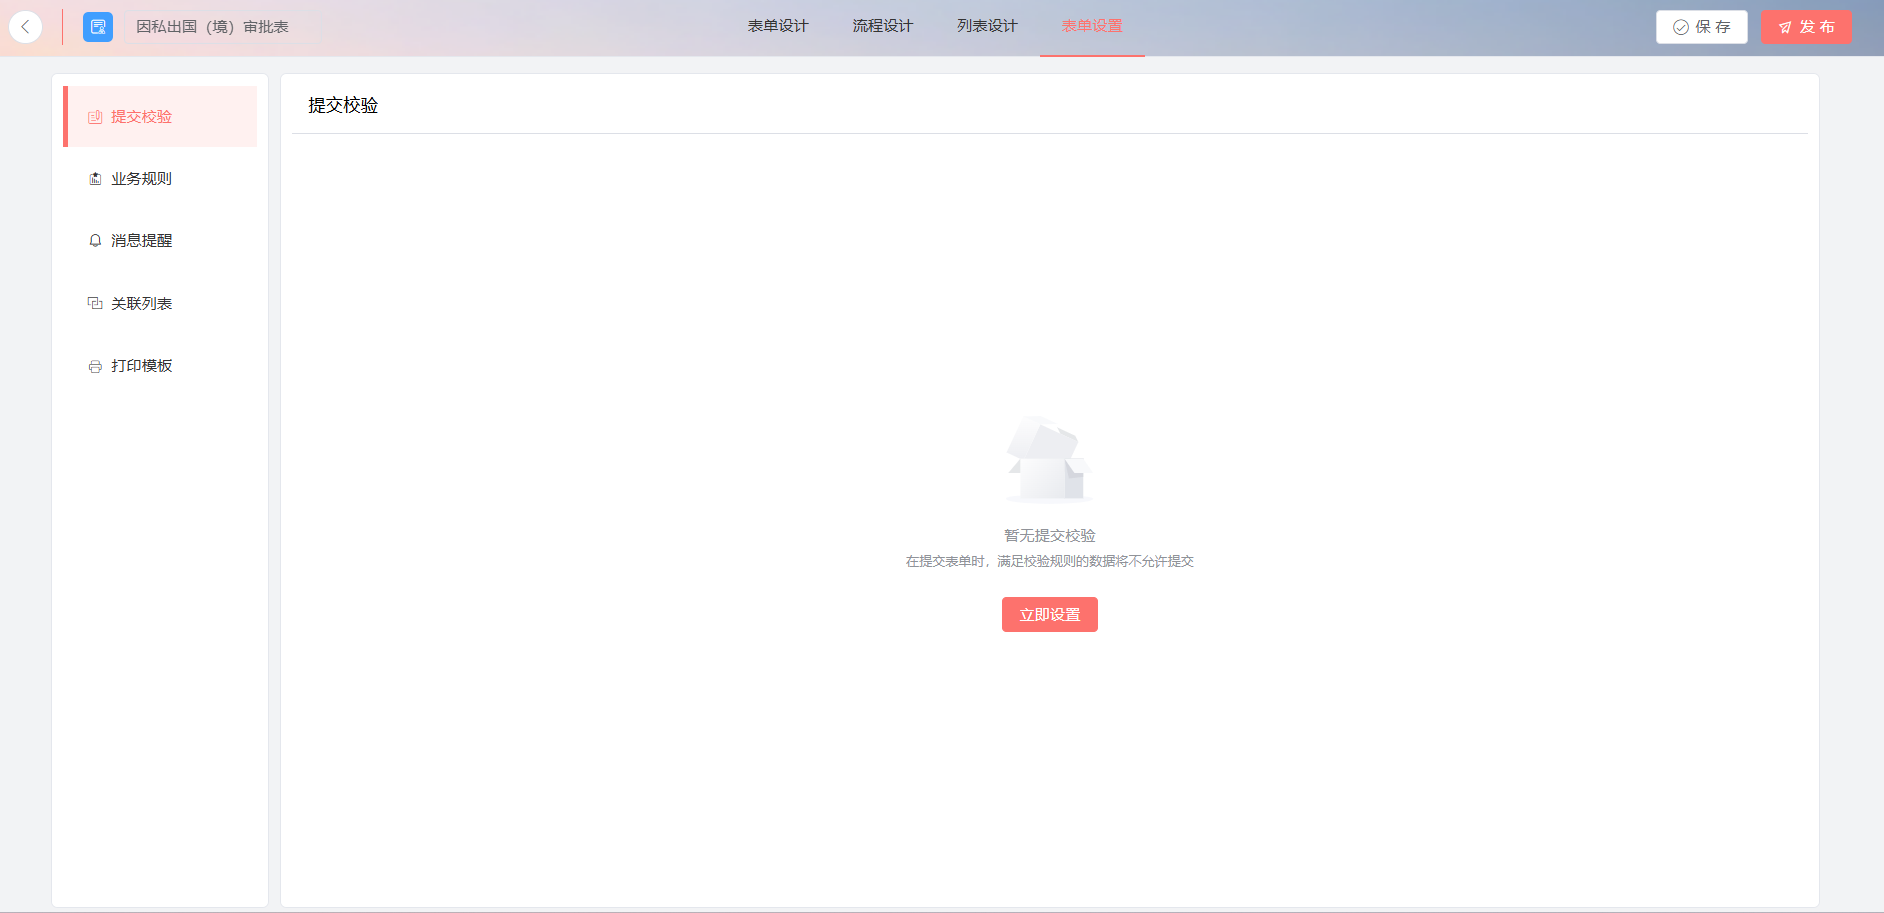 因私出国（境）审批表
表单设计
流程设计
列表设计
表单设置
保 存
发 布
提交校验
业务规则
消息提醒
关联列表
打印模板
提交校验
暂无提交校验
在提交表单时，满足校验规则的数据将不允许提交
立即设置